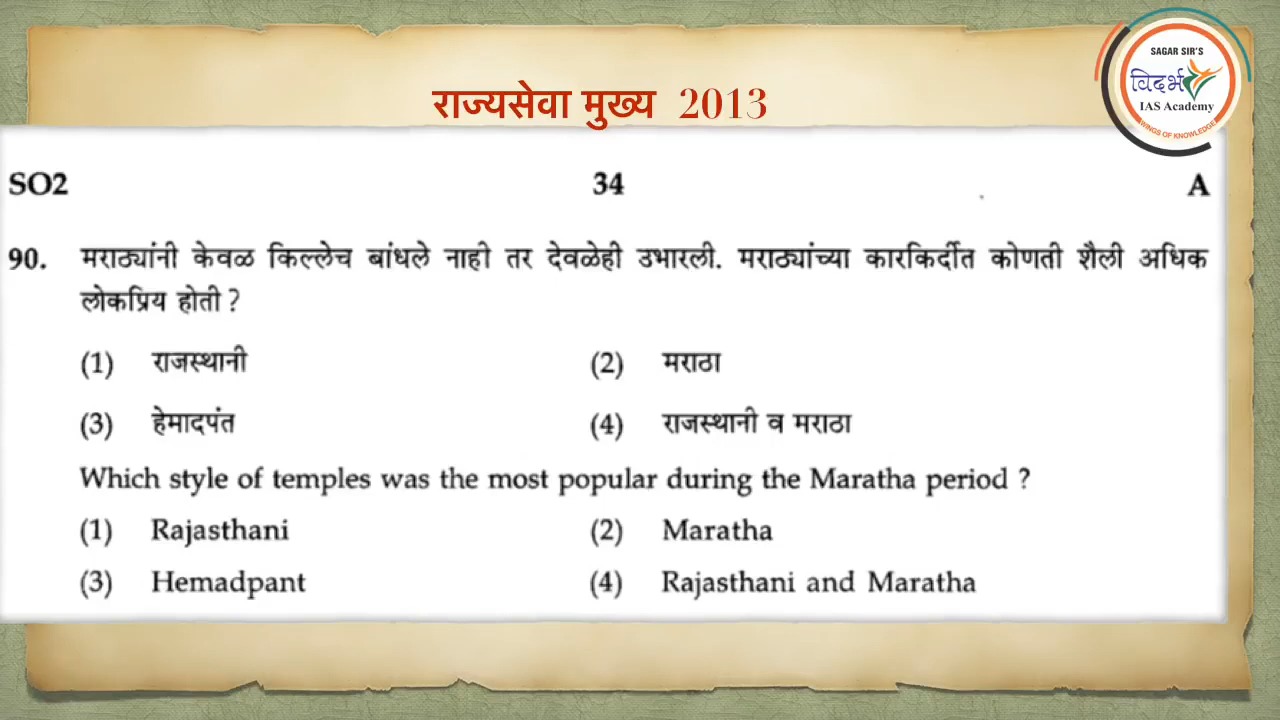 SAGAR SIR'S
विदर्भ
IAS Academy
WINGS OF KNOWLEDGE
राज्यसेवा मुख्य 2013
SO2 34 A
90. मराठ्यांनी केवळ किल्लेच बांधले नाही तर देवळेही उभारली. मराठ्यांच्या कारकिर्दीत कोणती शैली अधिक
लोकप्रिय होती ?
(1) राजस्थानी (2) मराठा
(3) हेमादपंत (4) राजस्थानी व मराठा
Which style of temples was the most popular during the Maratha period ?
(1) Rajasthani (2) Maratha
(3) Hemadpant (4) Rajasthani and Maratha